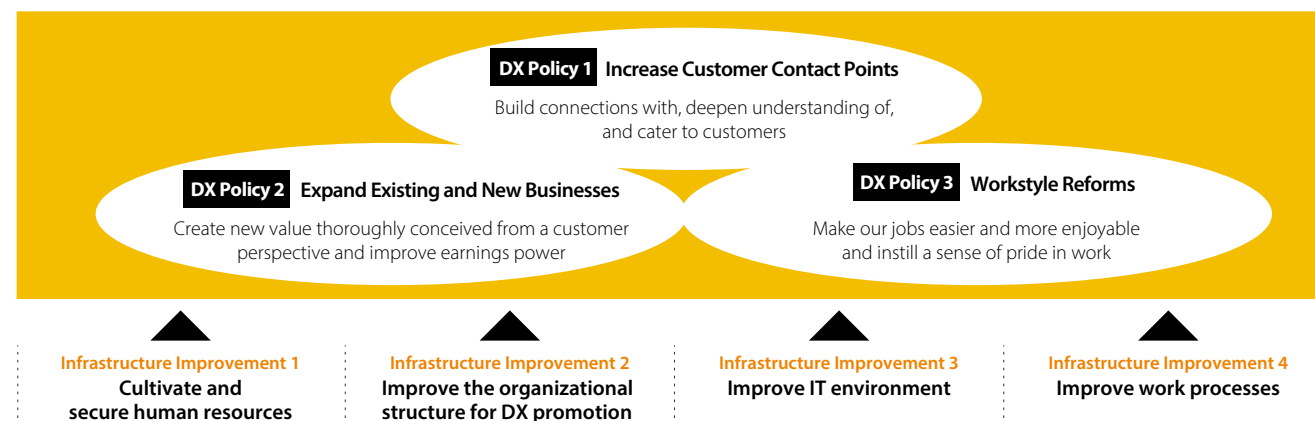 DX Policy 1 Increase Customer Contact Points
Build connections with, deepen understanding of,
and cater to customers
DX Policy 2 Expand Existing and New Businesses
Create new value thoroughly conceived from a customer
perspective and improve earnings power
DX Policy 3 Workstyle Reforms
Make our jobs easier and more enjoyable
and instill a sense of pride in work
Infrastructure Improvement 1
Cultivate and
secure human resources
Infrastructure Improvement 2
Improve the organizational
structure for DX promotion
Infrastructure Improvement 3
Improve IT environment
Infrastructure Improvement 4
Improve work processes